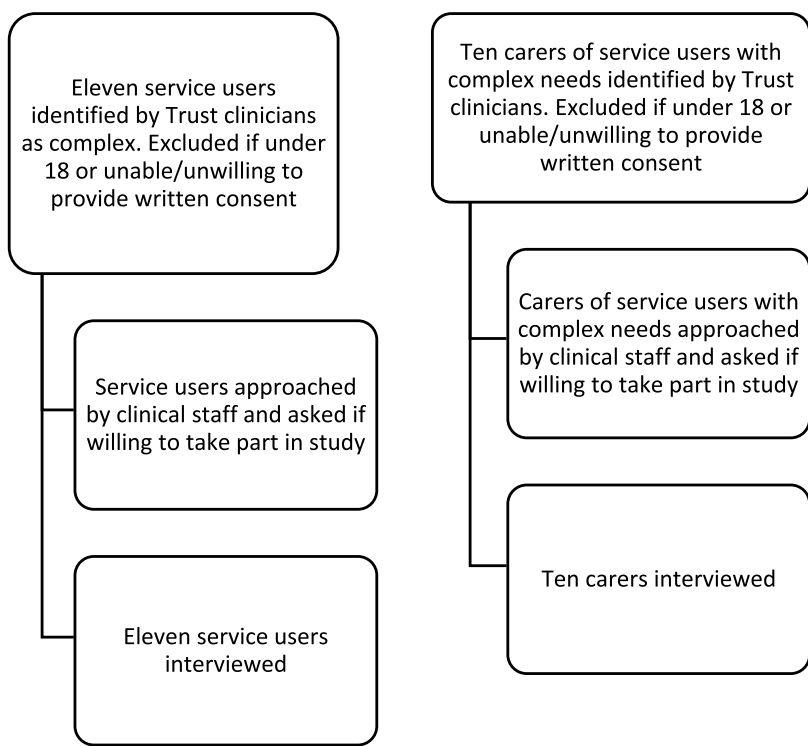 Eleven service users
identified by Trust clinicians
as complex. Excluded if under
18 or unable/unwilling to
provide written consent
Service users approached
by clinical staff and asked if
willing to take part in study
Eleven service users
interviewed
Ten carers of service users with
complex needs identified by Trust
clinicians. Excluded if under 18 or
unable/unwilling to provide
written consent
Carers of service users with
complex needs approached
by clinical staff and asked if
willing to take part in study
Ten carers interviewed